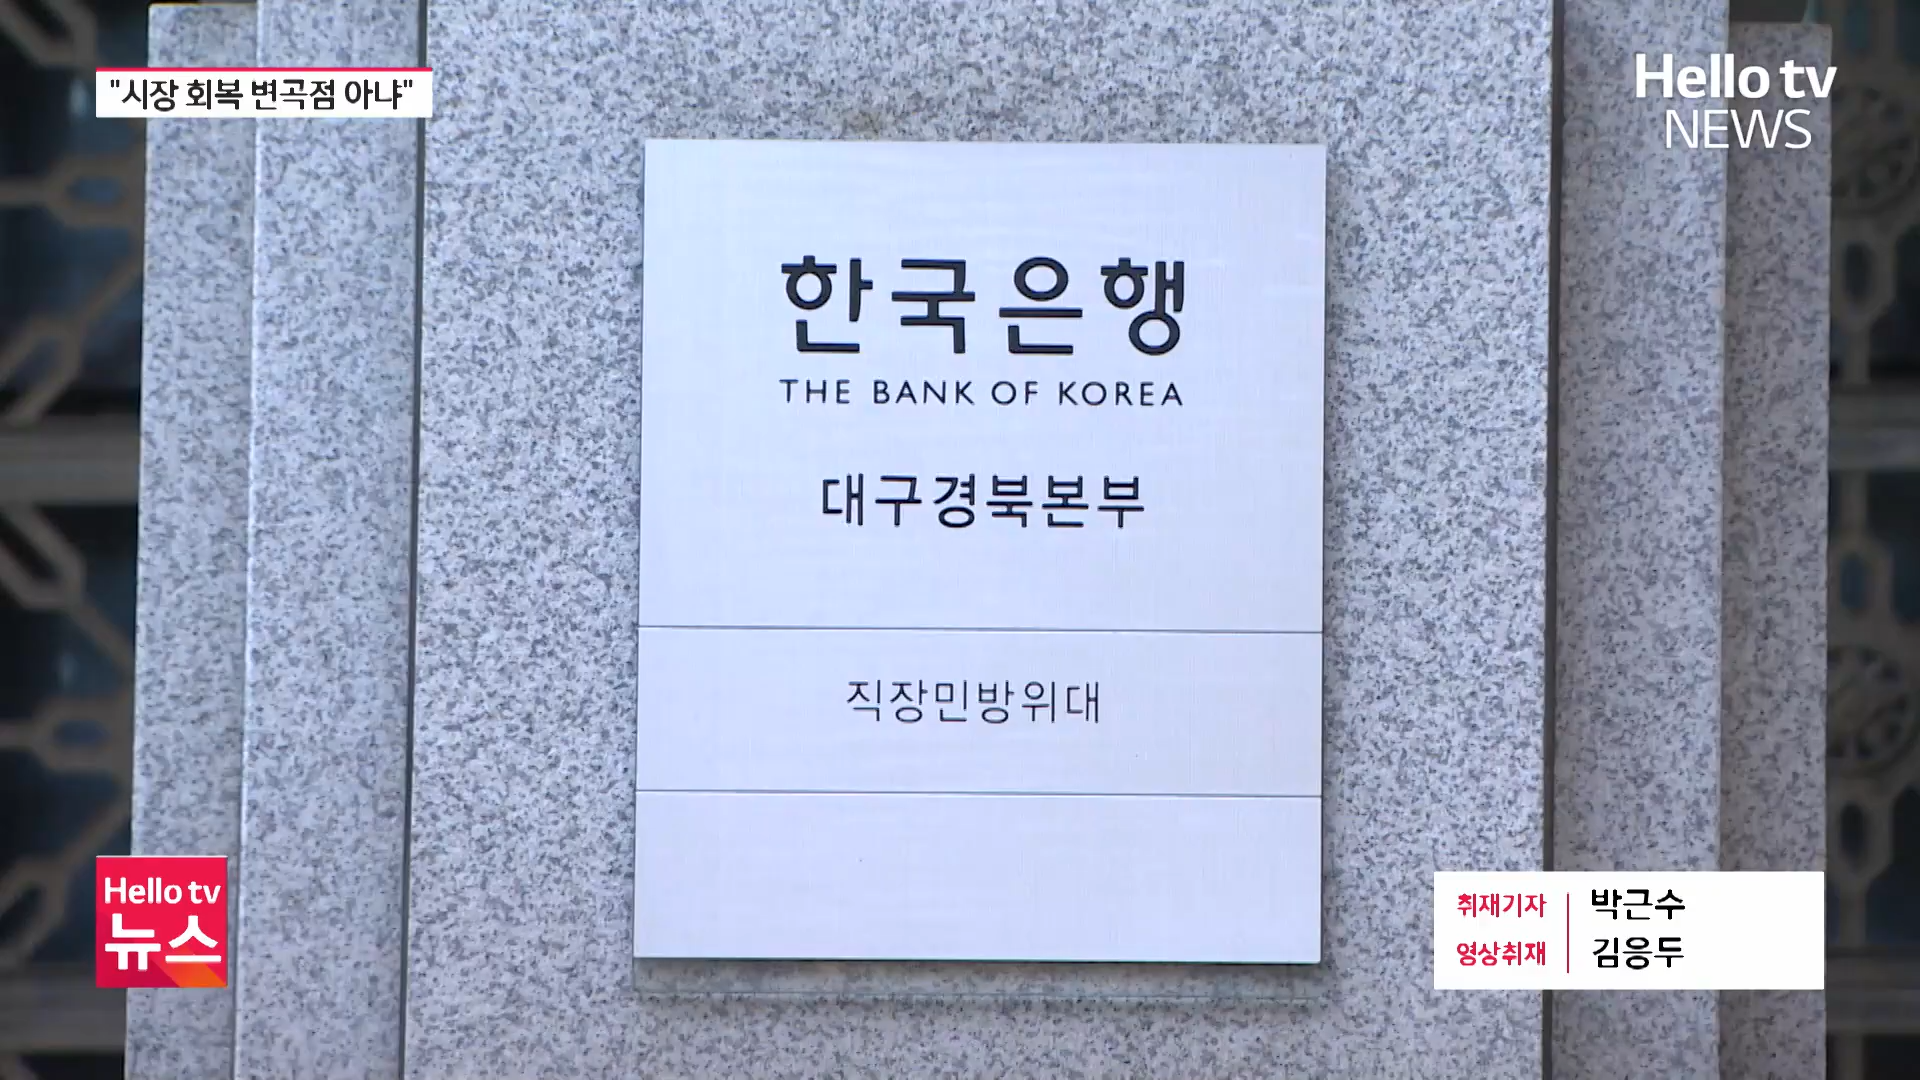 "시장 회복 변곡점 아냐"
Hello tv
NEWS
한국은행
THE BANK OF KOREA
대구경북본부
직장민방위대
Hello tv
뉴스
취재기자 박근수
영상취재 김응두